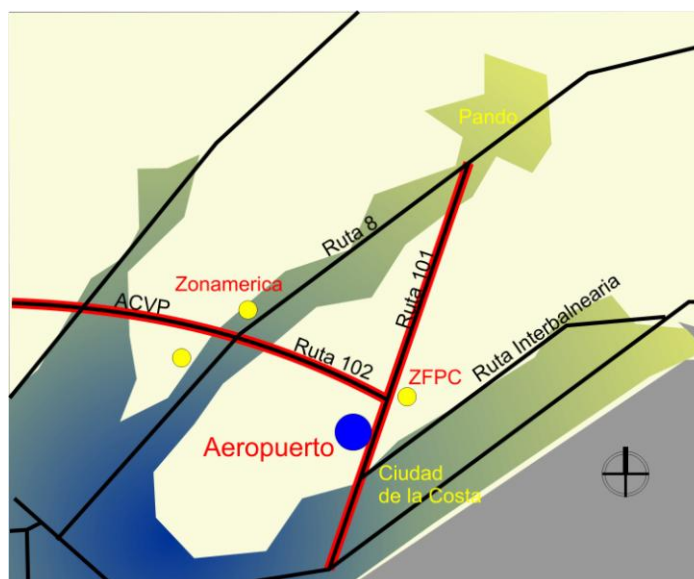 Pando
Ruta 8
Ruta 101
Zonamerica
ACVP
Ruta 102
Ruta Interbalnearia
ZFPC
Aeropuerto
Ciudad
de la Costa